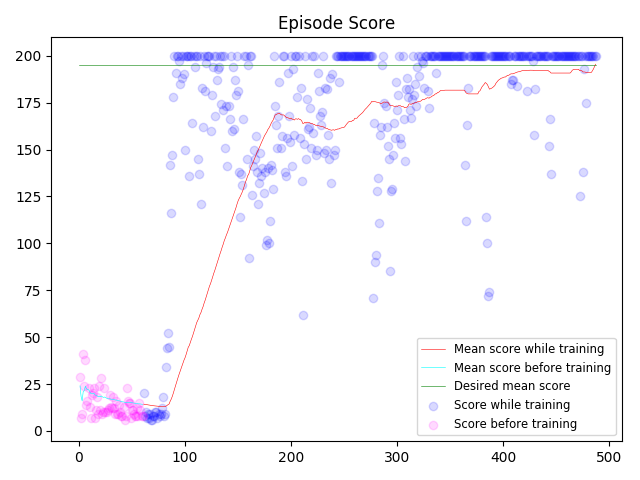 Episode Score
200
175
150
125
100
75
50
25
0
0 100 200 300 400 500
Mean score while training
Mean score before training
Desired mean score
Score while training
Score before training